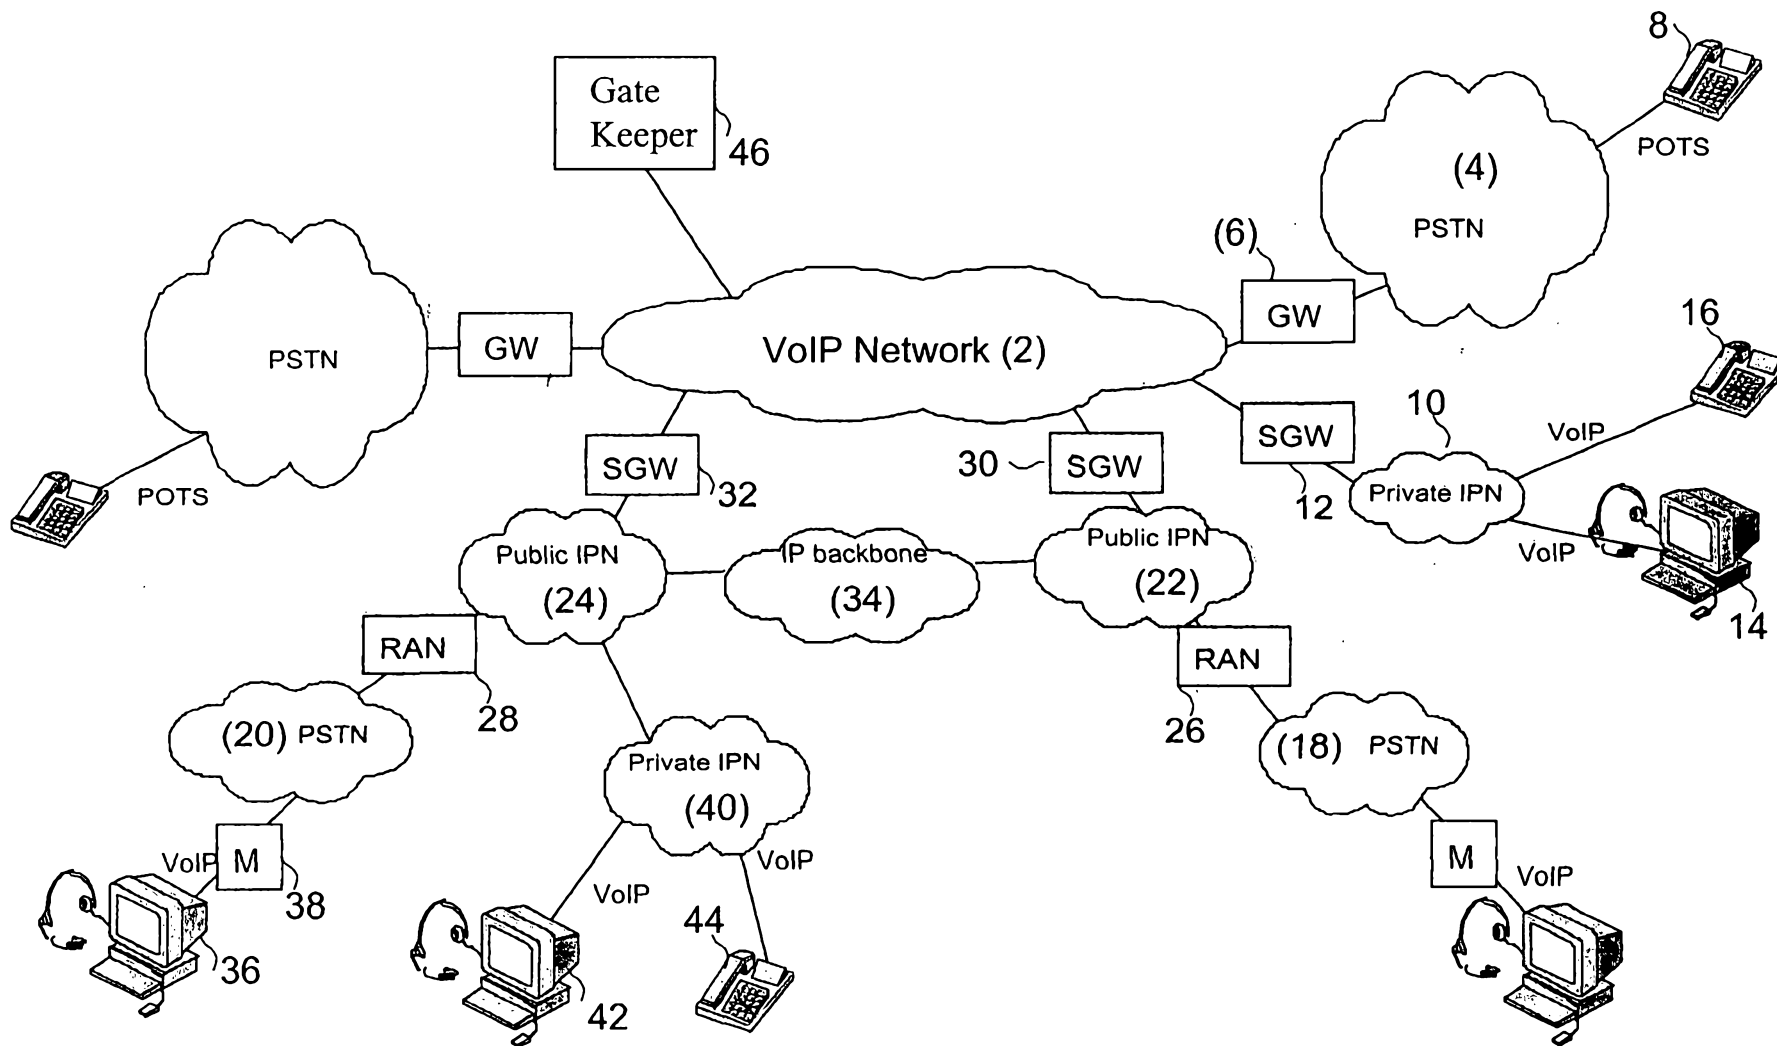 8
Gate
Keeper
46
POTS
(4)
PSTN
(6)
GW
16
VoIP Network (2)
PSTN
GW
10
SGW
VoIP
SGW
32
30
SGW
12
Private IPN
POTS
VoIP
14
Public IPN
(24)
IP backbone
(34)
Public IPN
(22)
RAN
28
RAN
26
(20) PSTN
(18) PSTN
Private IPN
(40)
VoIP
M
38
VoIP
VoIP
M
VoIP
36
44
42